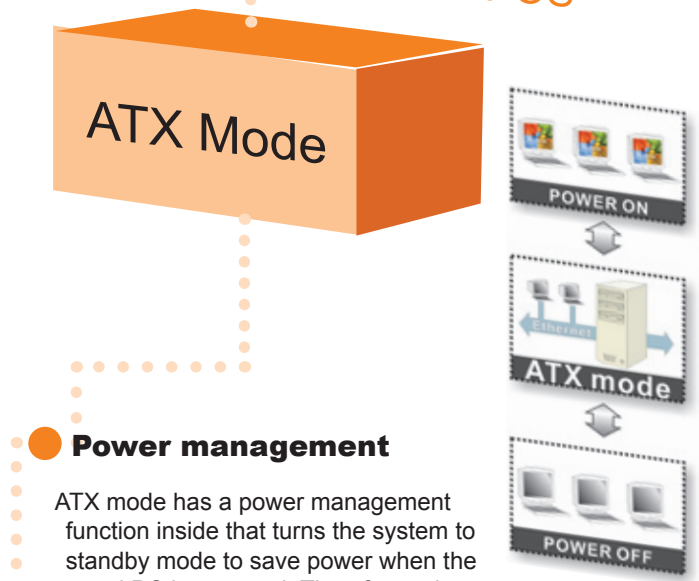 ATX Mode
POWER ON
Ethernet
ATX mode
POWER OFF
Power management
ATX mode has a power management
function inside that turns the system to
standby mode to save power when the